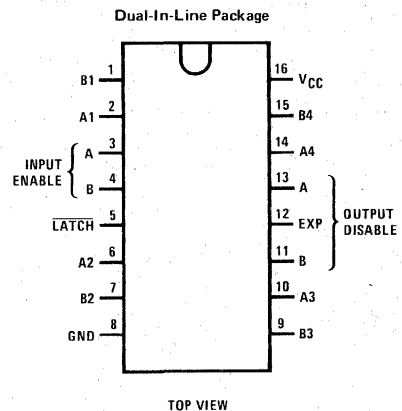 Dual-In-Line Package
B1 1 16 VCC
A1 2 15 B4
A 3 14 A4
INPUT ENABLE
B 4 13 A
LATCH 5 12 EXP
OUTPUT DISABLE
A2 6 11 B
B2 7 10 A3
GND 8 9 B3
TOP VIEW